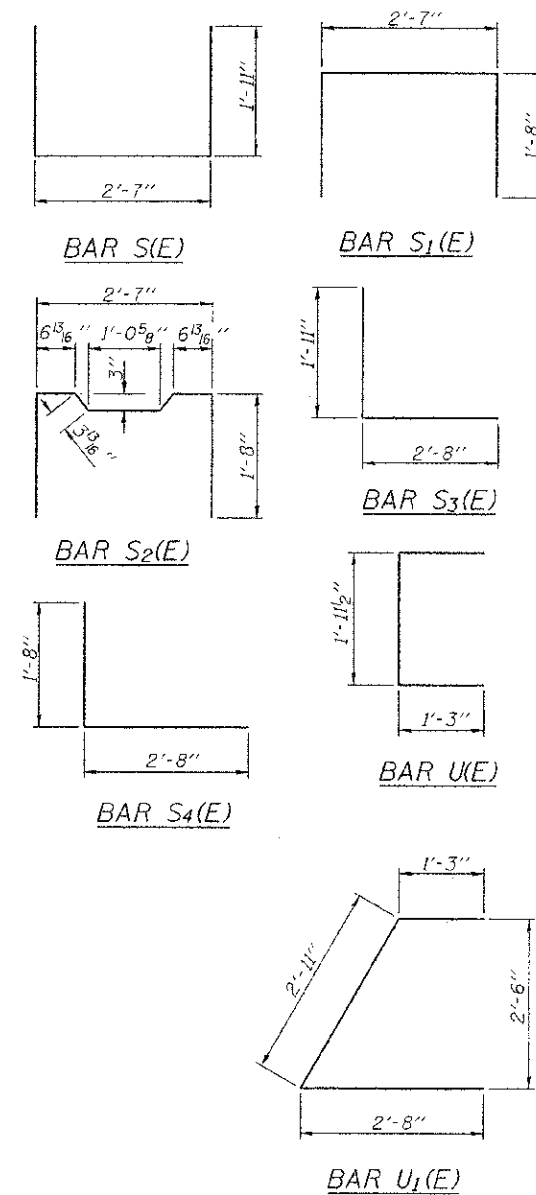 2'-7"
1'-11"
2'-7"
BAR S(E)
2'-7"
1'-8"
BAR S1(E)
2'-7"
6 13/16" 1'-0 5/8" 6 13/16"
3"
3 13/16"
1'-8"
BAR S2(E)
1'-11"
2'-8"
BAR S3(E)
1'-8"
2'-8"
BAR S4(E)
1'-11 1/2"
1'-3"
BAR U(E)
1'-3"
2'-11"
2'-6"
2'-8"
BAR U1(E)